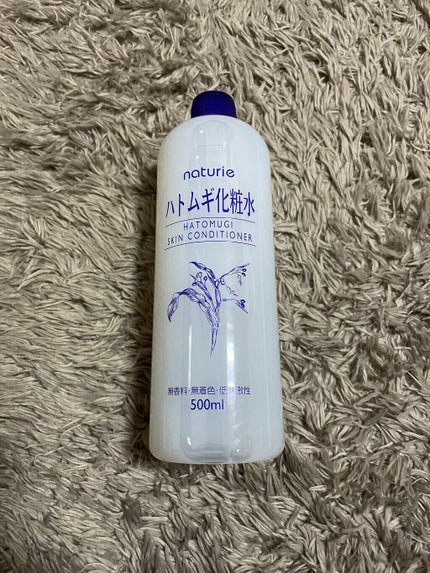 naturie
ハトムギ化粧水
HATOMUGI
SKIN CONDITIONER
無香料・無着色・低刺激性
500ml